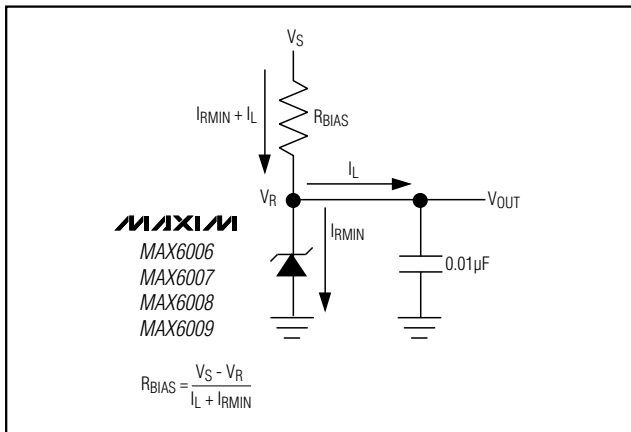 VS
IRMIN + IL
RBIAS
IL
VR
VOUT
IRMIN
MAXIM
MAX6006
MAX6007
MAX6008
MAX6009
0.01µF
RBIAS = VS - VR
IL + IRMIN